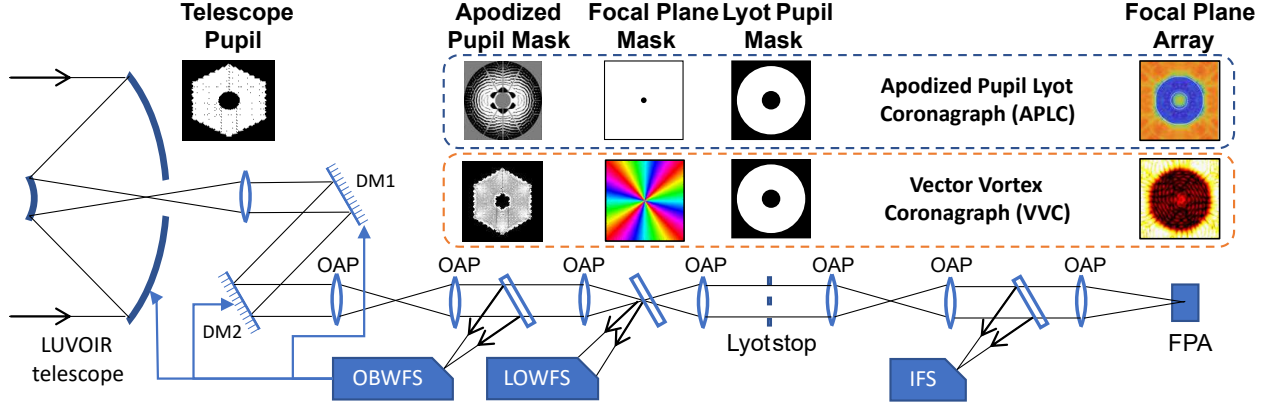 Telescope
Pupil
Apodized
Pupil Mask
Focal Plane
Mask
Lyot Pupil
Mask
Focal Plane
Array
Apodized Pupil Lyot
Coronagraph (APLC)
Vector Vortex
Coronagraph (VVC)
DM1
DM2
OAP
OAP
OAP
OAP
OAP
OAP
OAP
LUVOIR
telescope
OBWFS
LOWFS
Lyot stop
IFS
FPA